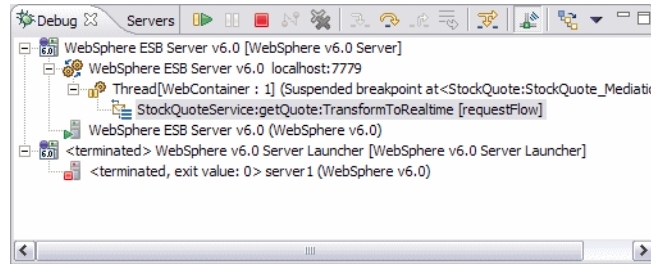 Debug Servers
WebSphere ESB Server v6.0 [WebSphere v6.0 Server]
WebSphere ESB Server v6.0 localhost:7779
Thread[WebContainer : 1] (Suspended breakpoint at<StockQuote:StockQuote_Mediatio
StockQuoteService:getQuote:TransformToRealtime [requestFlow]
WebSphere ESB Server v6.0 (WebSphere v6.0)
<terminated> WebSphere v6.0 Server Launcher [WebSphere v6.0 Server Launcher]
<terminated, exit value: 0> server1 (WebSphere v6.0)